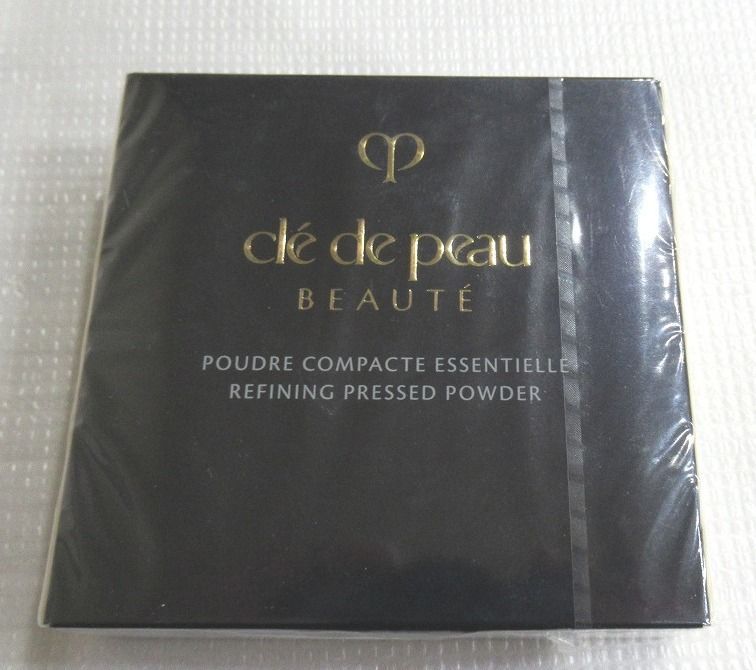 clé de peau
BEAUTÉ
POUDRE COMPACTE ESSENTIELLE
REFINING PRESSED POWDER